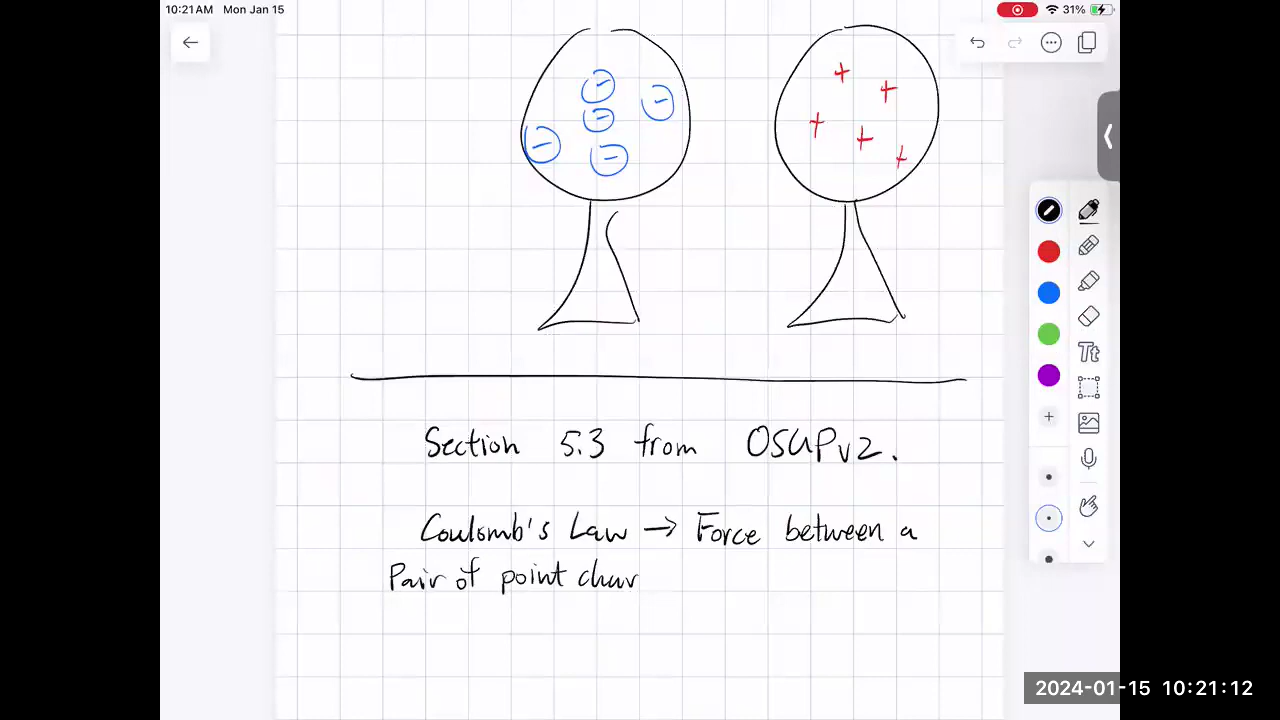 10:21 AM Mon Jan 15
31%
− − − − −
+ + + + +
Tt
+
Section 5.3 from OSUPv2.
Coulomb's Law → Force between a
Pair of point char
2024-01-15 10:21:12